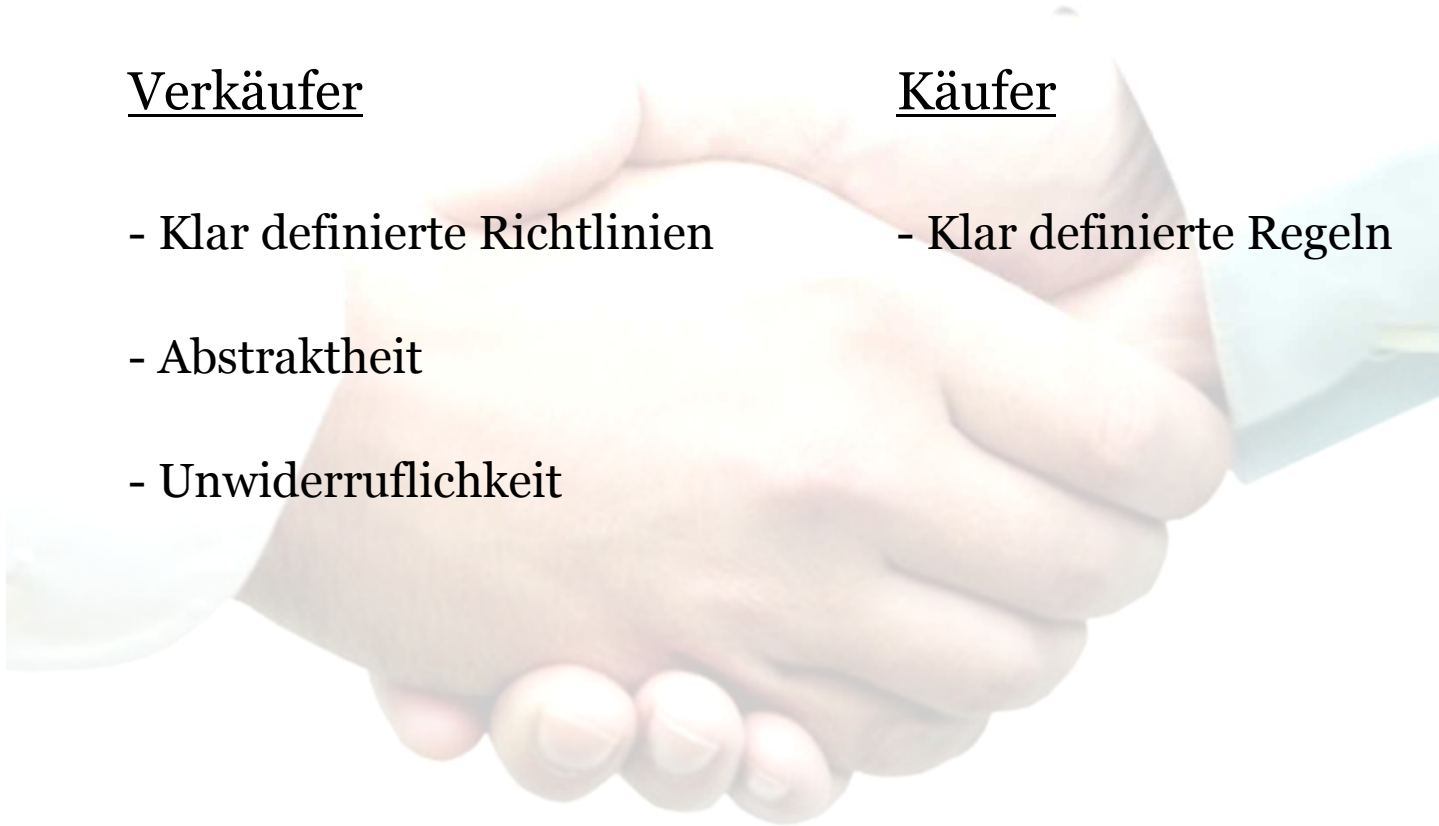 Verkäufer
- Klar definierte Richtlinien
- Abstraktheit
- Unwiderruflichkeit
Käufer
- Klar definierte Regeln